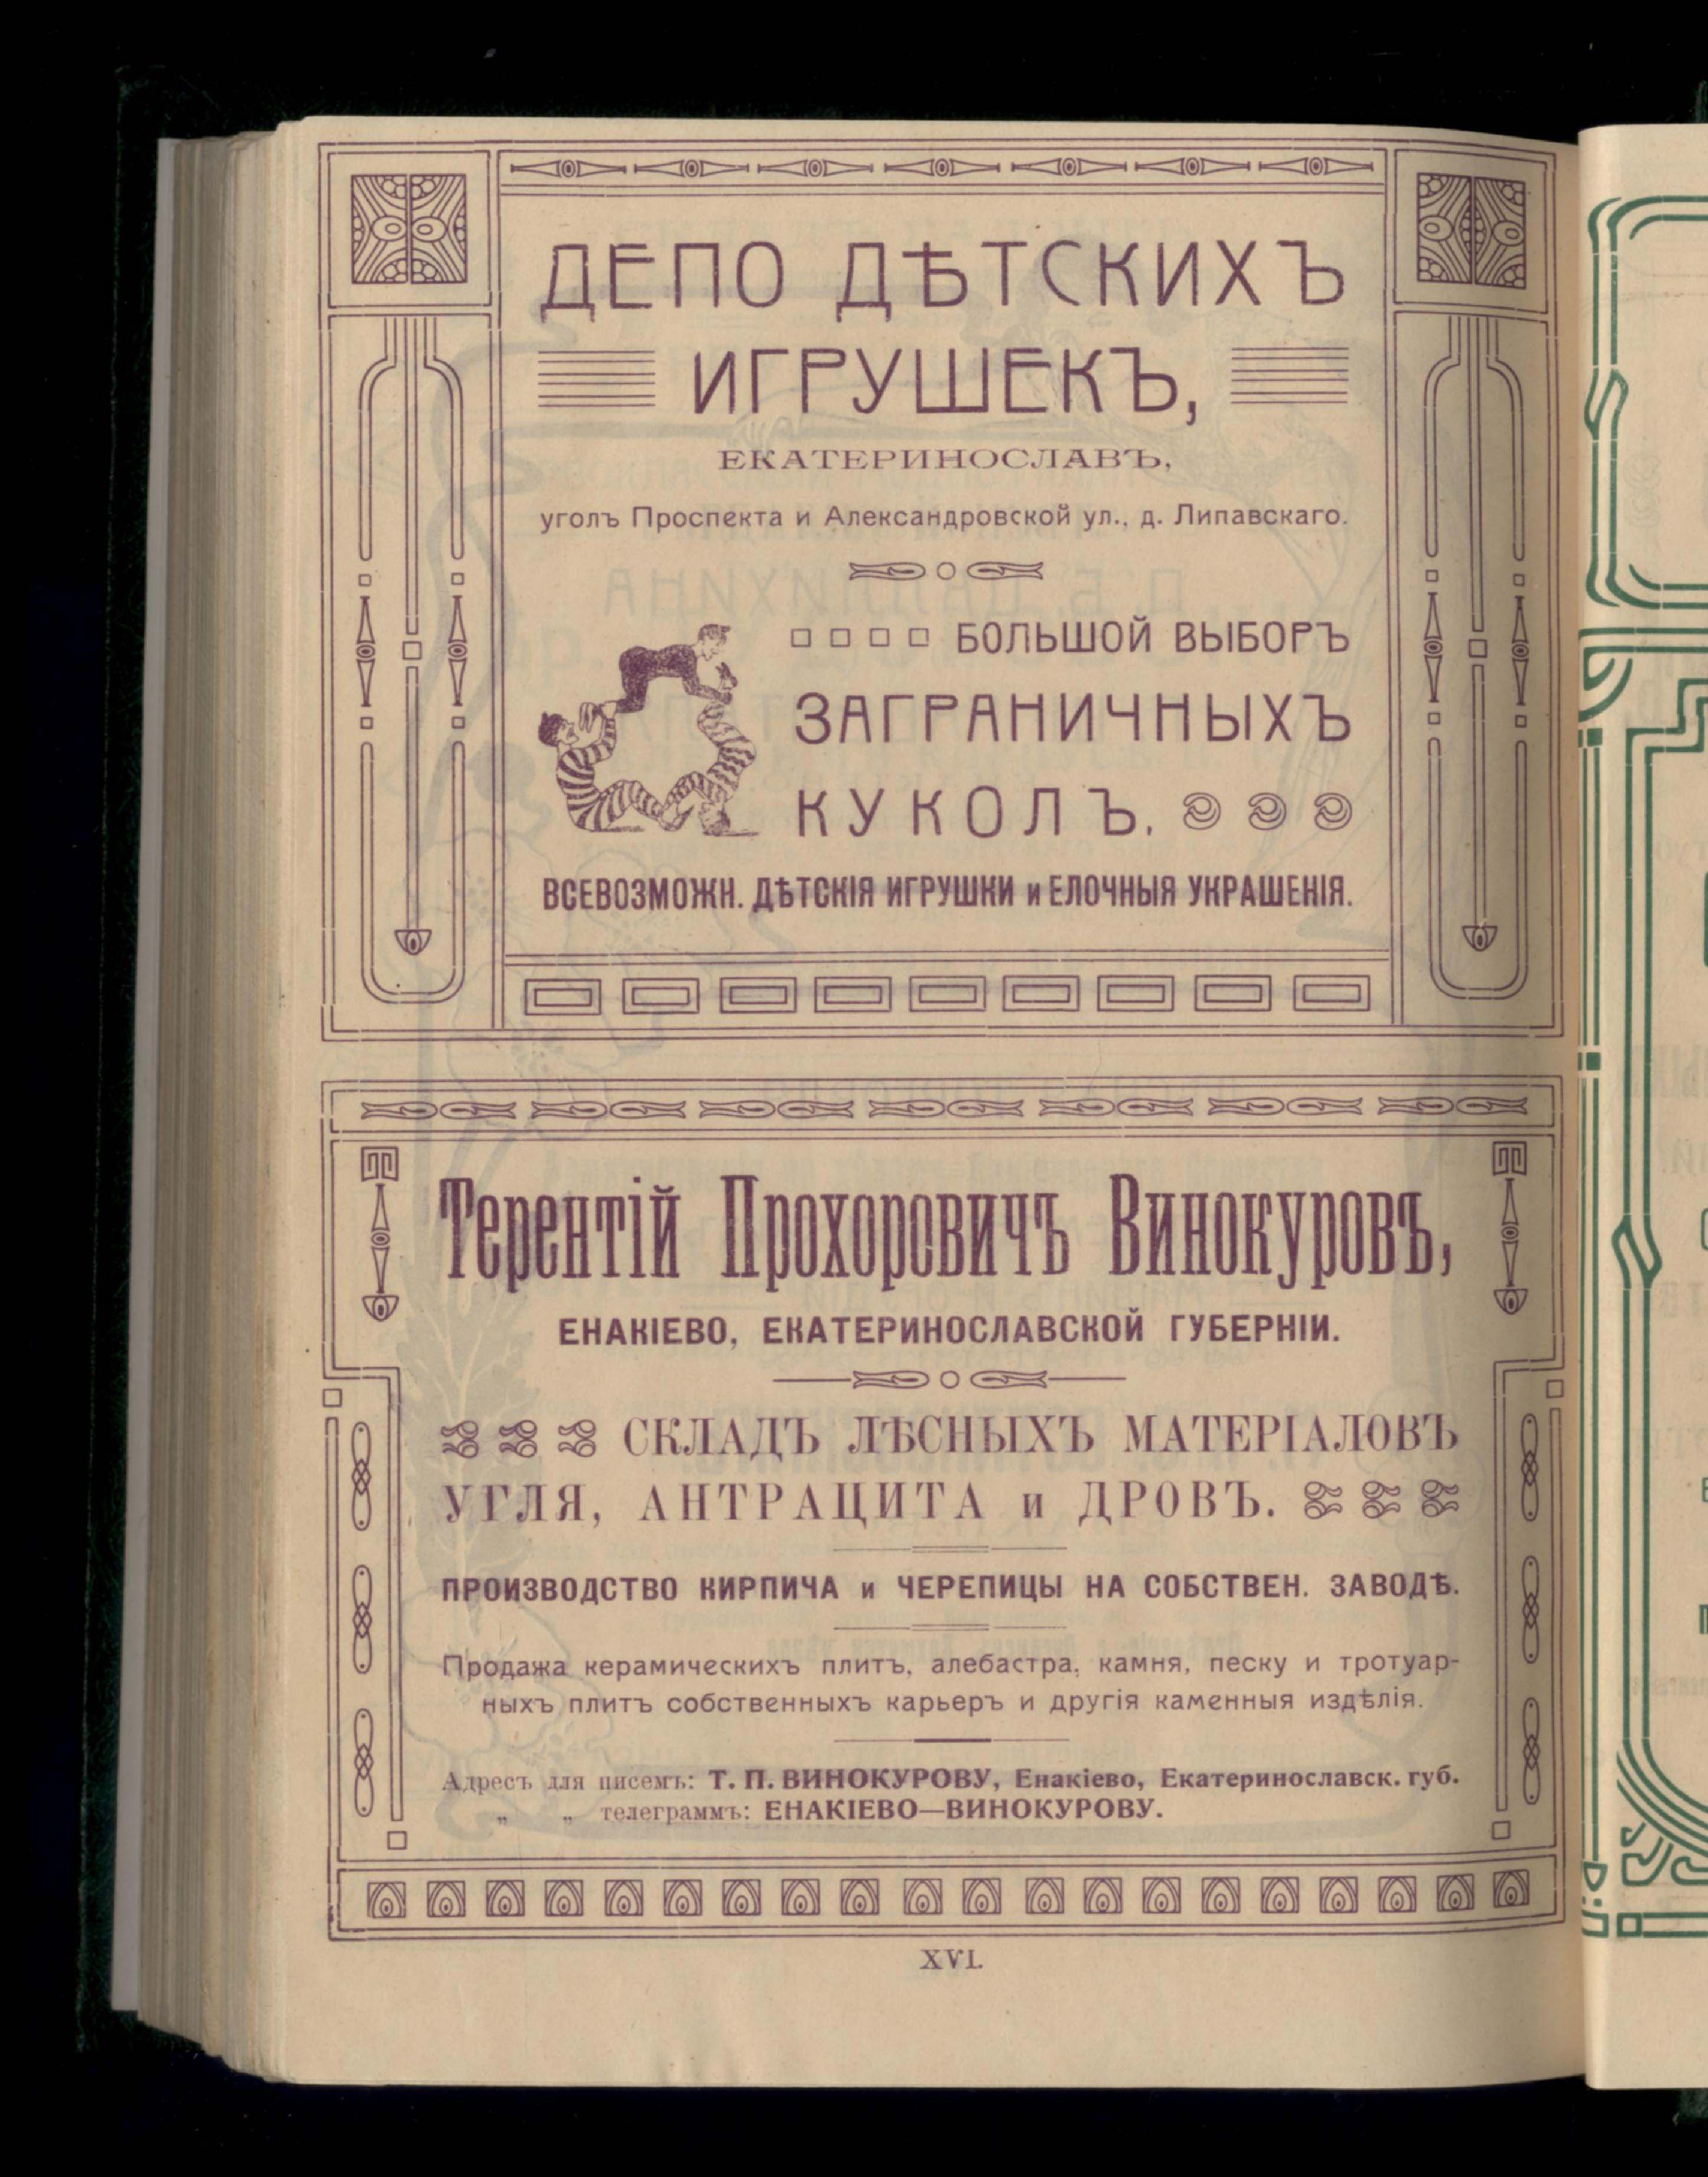 ДЕПО ДѢТСКИХЪ
ИГРУШЕКЪ,
ЕКАТЕРИНОСЛАВЪ,
уголъ Проспекта и Александровской ул., д. Липавскаго.
БОЛЬШОЙ ВЫБОРЪ
ЗАГРАНИЧНЫХЪ
КУКОЛЪ.
ВСЕВОЗМОЖН. ДѢТСКІЯ ИГРУШКИ и ЕЛОЧНЫЯ УКРАШЕНІЯ.
Терентій Прохоровичъ Винокуровъ,
ЕНАКІЕВО, ЕКАТЕРИНОСЛАВСКОЙ ГУБЕРНІИ.
СКЛАДЪ ЛѢСНЫХЪ МАТЕРІАЛОВЪ
УГЛЯ, АНТРАЦИТА и ДРОВЪ.
ПРОИЗВОДСТВО КИРПИЧА и ЧЕРЕПИЦЫ НА СОБСТВЕН. ЗАВОДѢ.
Продажа керамическихъ плитъ, алебастра, камня, песку и тротуар-
ныхъ плитъ собственныхъ карьеръ и другія каменныя издѣлія.
Адресъ для писемъ: Т. П. ВИНОКУРОВУ, Енакіево, Екатеринославск. губ.
„ „ телеграммъ: ЕНАКІЕВО—ВИНОКУРОВУ.
XVI.